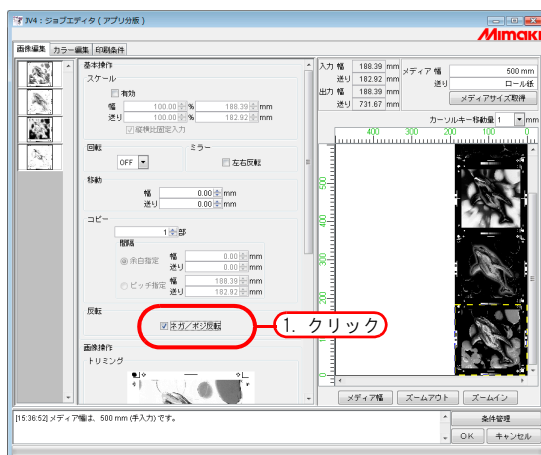 JV4 : ジョブエディタ ( アプリ分版 )
Mimaki
画像編集 カラー編集 印刷条件
基本操作
スケール
有効
幅 100.00 % 188.39 mm
送り 100.00 % 182.92 mm
縦横比固定入力
回転 ミラー
OFF 左右反転
移動
幅 0.00 mm
送り 0.00 mm
コピー
1 部
間隔
余白指定 幅 0.00 mm
送り 0.00 mm
ピッチ指定 幅 188.39 mm
送り 182.92 mm
反転
ネガ/ポジ反転
1. クリック
画像操作
トリミング
入力 幅 188.39 mm
送り 182.92 mm
出力 幅 188.39 mm
送り 731.67 mm
メディア 幅 500 mm
送り ロール紙
メディアサイズ取得
カーソルキー移動量 1 mm
400 300 200 100 0
メディア幅 ズームアウト ズームイン
[15:36:52] メディア幅は、500 mm (手入力) です。
条件管理
OK キャンセル